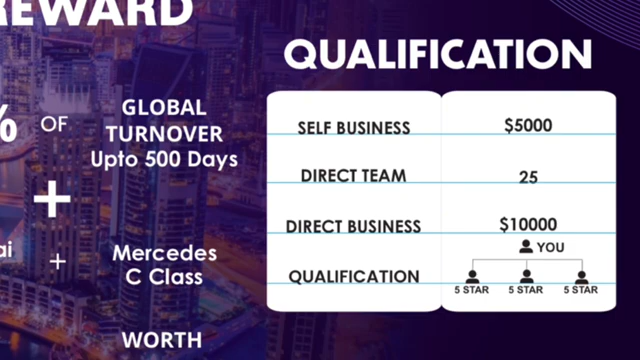 REWARD
QUALIFICATION
% OF GLOBAL
TURNOVER
Upto 500 Days
+
+ Mercedes
C Class
WORTH
SELF BUSINESS $5000
DIRECT TEAM 25
DIRECT BUSINESS $10000
YOU
QUALIFICATION
5 STAR 5 STAR 5 STAR